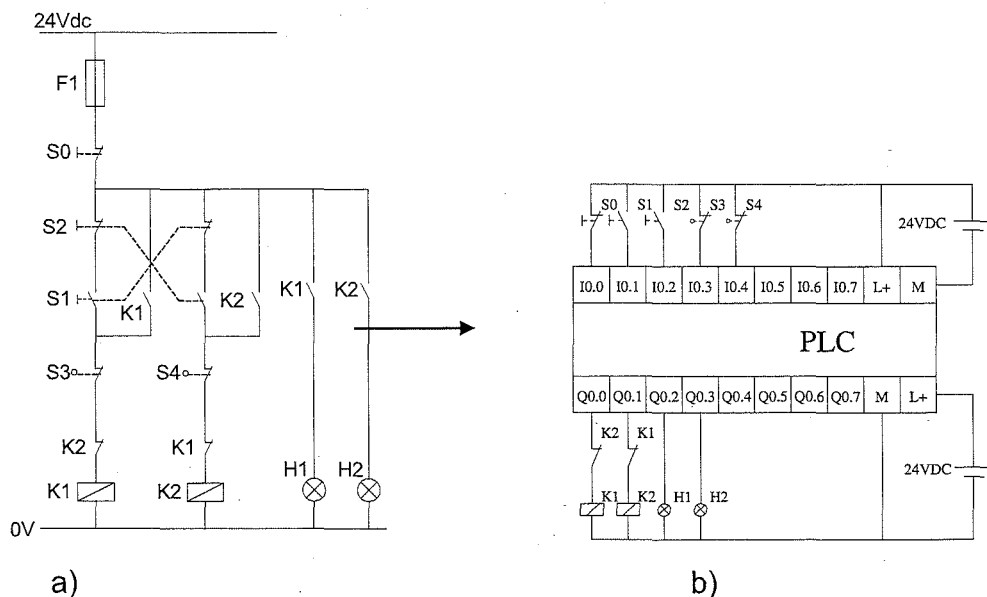 24Vdc
F1
S0
S2
S1
K1
K2
K1
K2
S3
S4
K2
K1
H1
H2
K1
K2
0V
a)
S0
S1
S2
S3
S4
24VDC
I0.0 I0.1 I0.2 I0.3 I0.4 I0.5 I0.6 I0.7 L+ M
PLC
Q0.0 Q0.1 Q0.2 Q0.3 Q0.4 Q0.5 Q0.6 Q0.7 M L+
K2 K1
24VDC
K1 K2 H1 H2
b)